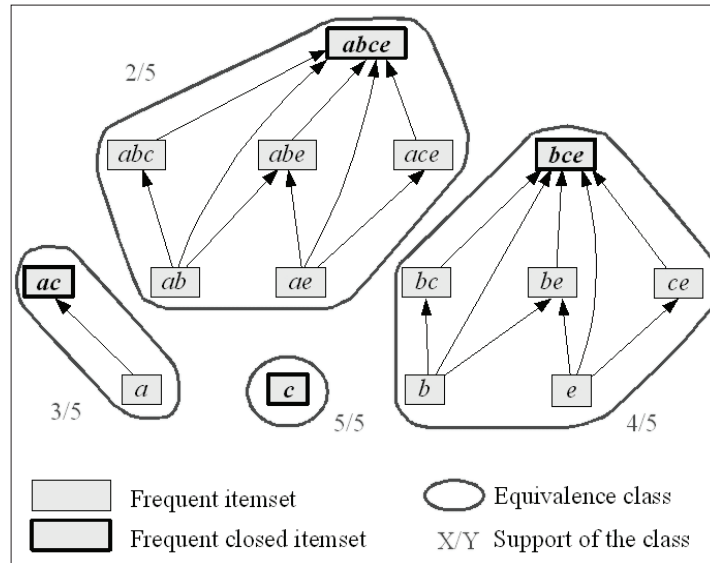 abce
2/5
abc abe ace
bce
ab ae
ac
bc be ce
a
c
b e
3/5
5/5
4/5
Frequent itemset
Equivalence class
Frequent closed itemset
X/Y Support of the class